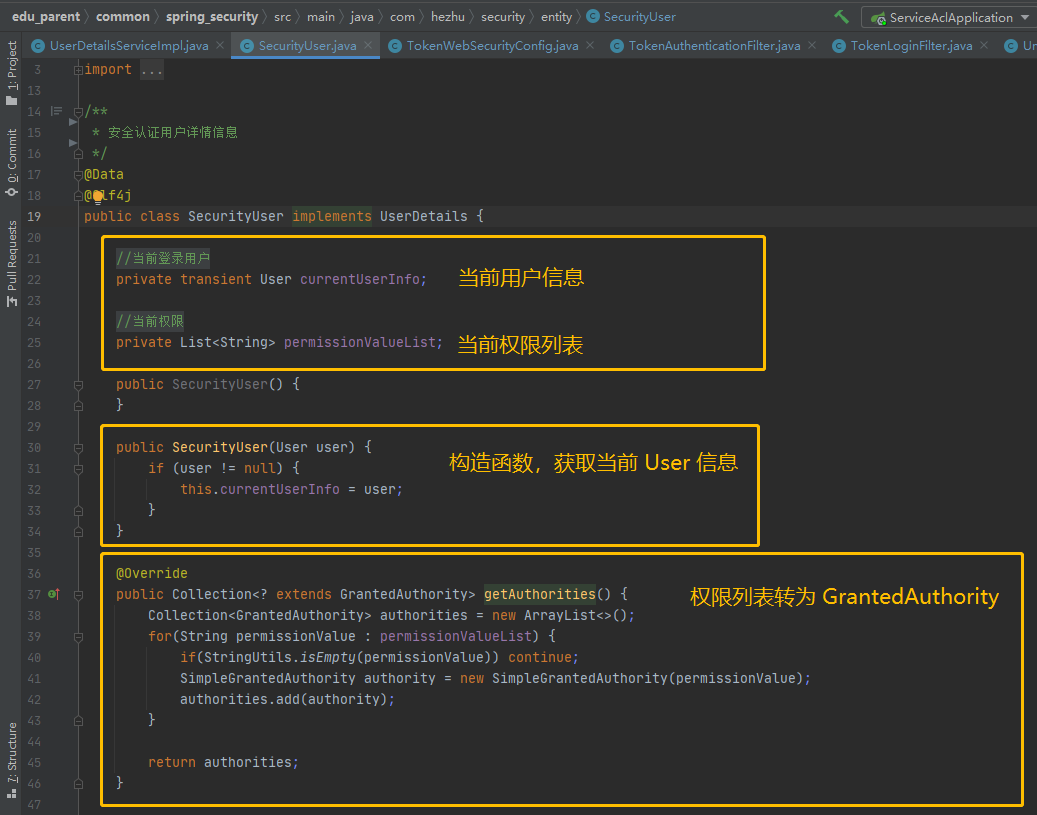 edu_parent common spring_security src main java com hezhu security entity SecurityUser ServiceAclApplication
UserDetailsServiceImpl.java SecurityUser.java TokenWebSecurityConfig.java TokenAuthenticationFilter.java TokenLoginFilter.java
1: Project
0: Commit
Pull Requests
7: Structure
3 import ...
13
14 /**
15 * 安全认证用户详情信息
16 */
17 @Data
18 @Slf4j
19 public class SecurityUser implements UserDetails {
20
21 //当前登录用户
22 private transient User currentUserInfo; 当前用户信息
23
24 //当前权限
25 private List<String> permissionValueList; 当前权限列表
26
27 public SecurityUser() {
28 }
29
30 public SecurityUser(User user) {
31 if (user != null) { 构造函数，获取当前 User 信息
32 this.currentUserInfo = user;
33 }
34 }
35
36 @Override
37 public Collection<? extends GrantedAuthority> getAuthorities() { 权限列表转为 GrantedAuthority
38 Collection<GrantedAuthority> authorities = new ArrayList<>();
39 for(String permissionValue : permissionValueList) {
40 if(StringUtils.isEmpty(permissionValue)) continue;
41 SimpleGrantedAuthority authority = new SimpleGrantedAuthority(permissionValue);
42 authorities.add(authority);
43 }
44
45 return authorities;
46 }
47